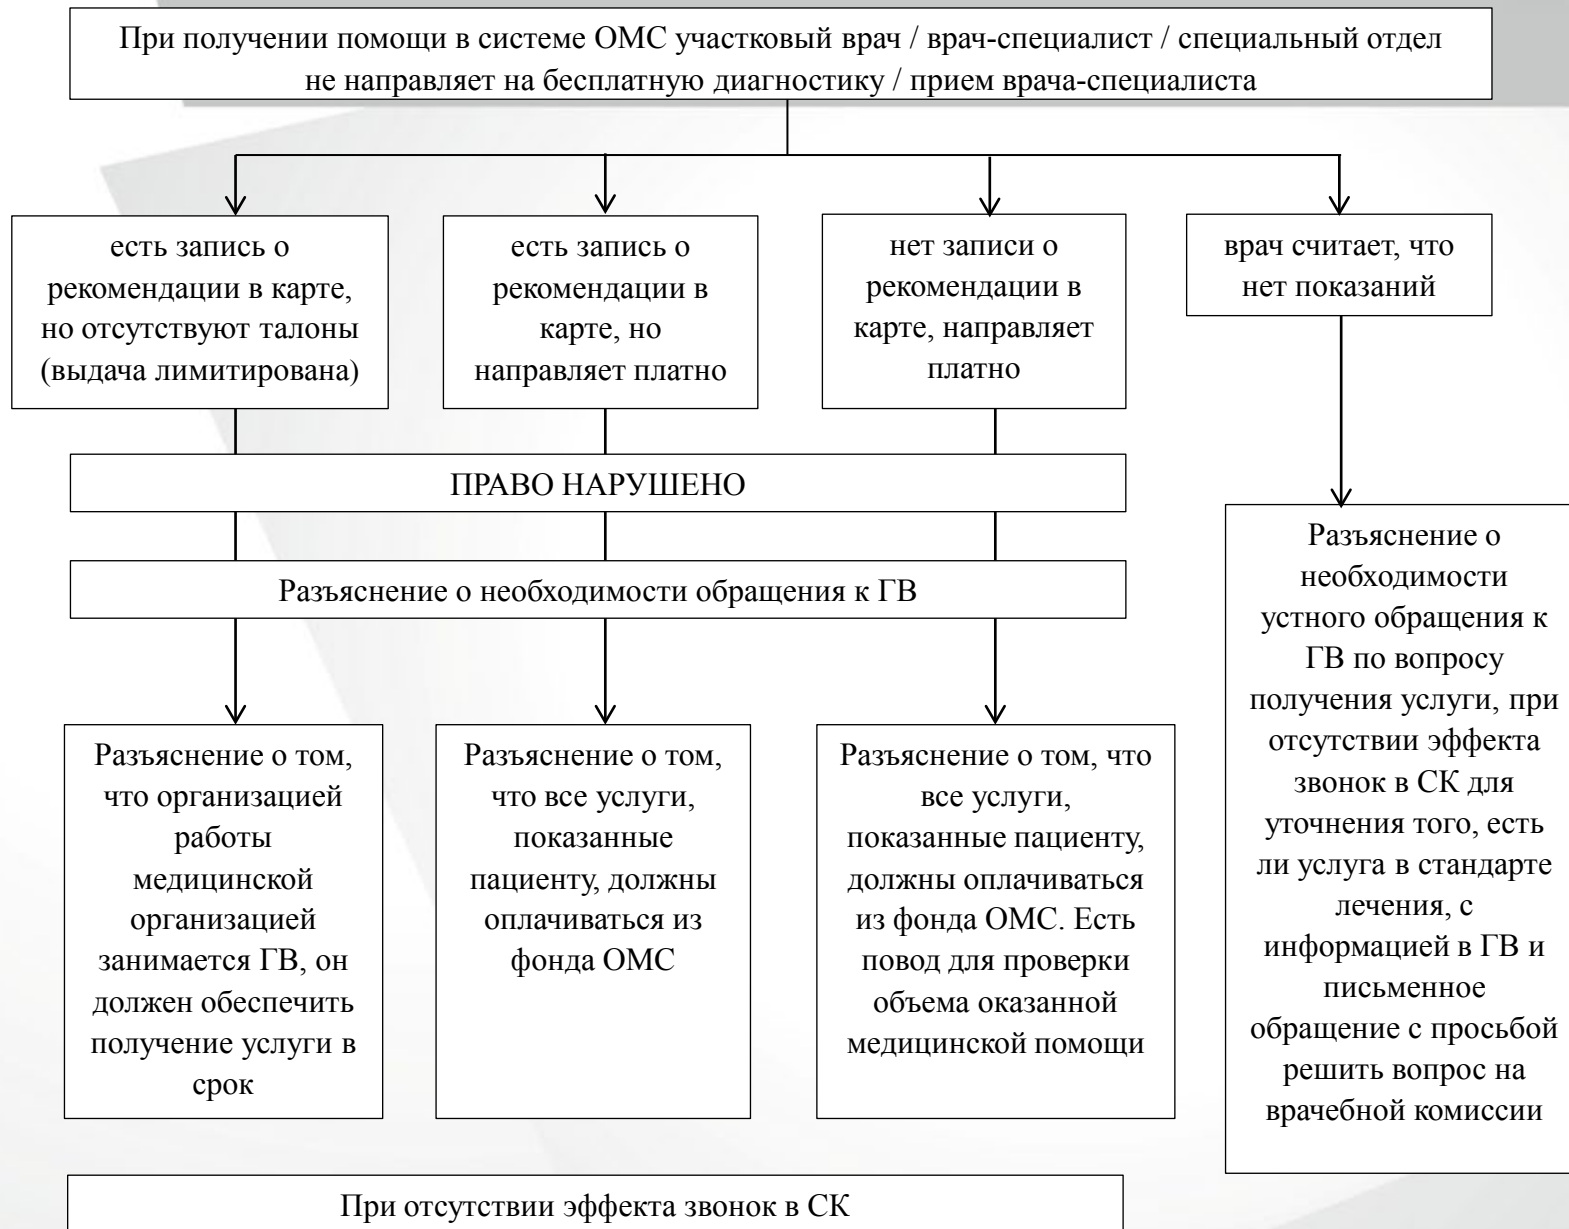 При получении помощи в системе ОМС участковый врач / врач-специалист / специальный отдел
не направляет на бесплатную диагностику / прием врача-специалиста
есть запись о
рекомендации в карте,
но отсутствуют талоны
(выдача лимитирована)
есть запись о
рекомендации в
карте, но
направляет платно
нет записи о
рекомендации в
карте, направляет
платно
врач считает, что
нет показаний
ПРАВО НАРУШЕНО
Разъяснение о необходимости обращения к ГВ
Разъяснение о том,
что организацией
работы
медицинской
организацией
занимается ГВ, он
должен обеспечить
получение услуги в
срок
Разъяснение о том,
что все услуги,
показанные
пациенту, должны
оплачиваться из
фонда ОМС
Разъяснение о том, что
все услуги,
показанные пациенту,
должны оплачиваться
из фонда ОМС. Есть
повод для проверки
объема оказанной
медицинской помощи
Разъяснение о
необходимости
устного обращения к
ГВ по вопросу
получения услуги, при
отсутствии эффекта
звонок в СК для
уточнения того, есть
ли услуга в стандарте
лечения, с
информацией в ГВ и
письменное
обращение с просьбой
решить вопрос на
врачебной комиссии
При отсутствии эффекта звонок в СК